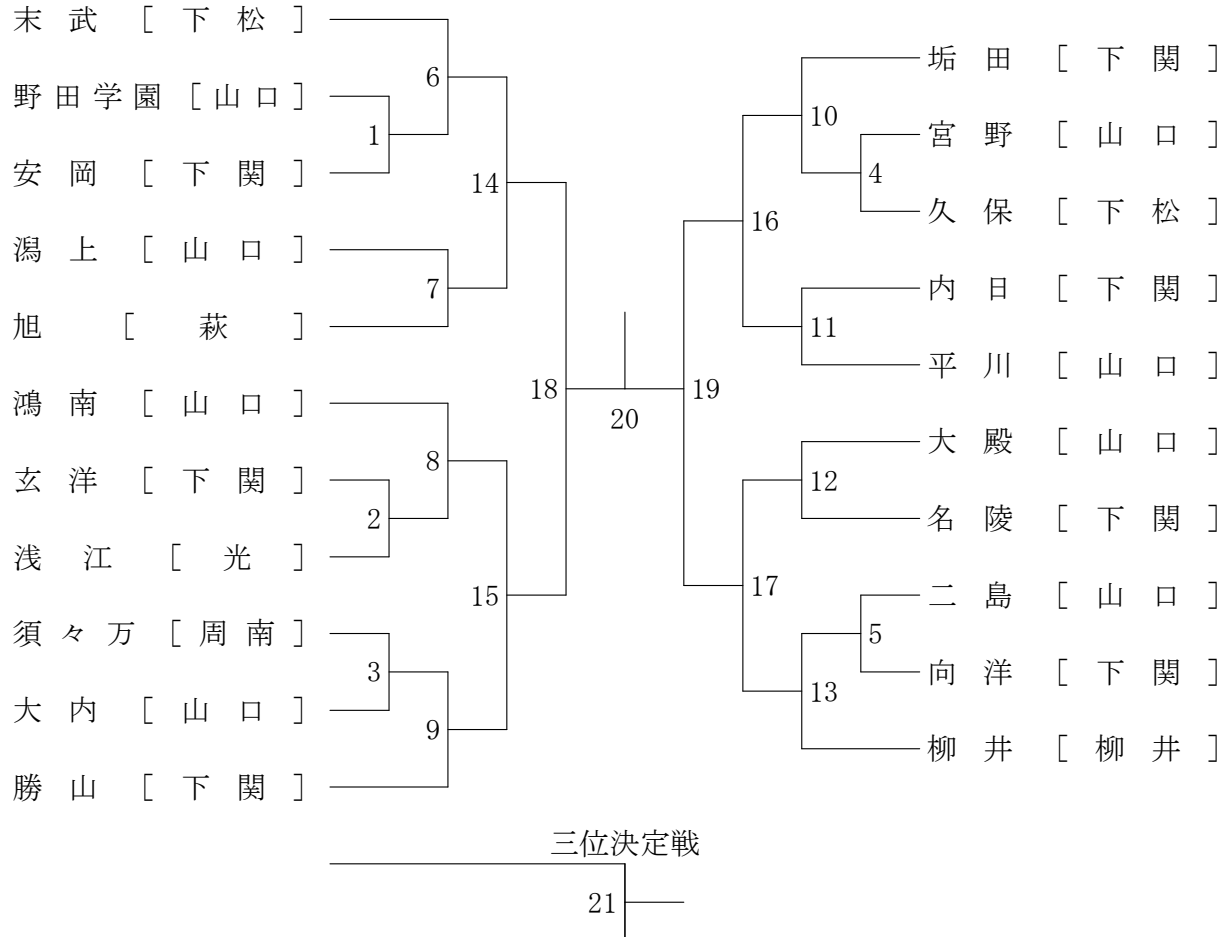 末武 [ 下松 ]
野田学園 [ 山口 ]
安岡 [ 下関 ]
潟上 [ 山口 ]
旭 [ 萩 ]
鴻南 [ 山口 ]
玄洋 [ 下関 ]
浅江 [ 光 ]
須々万 [ 周南 ]
大内 [ 山口 ]
勝山 [ 下関 ]
6
1
14
7
18
8
2
15
3
9
20
19
16
10
4
11
17
12
5
13
垢田 [ 下関 ]
宮野 [ 山口 ]
久保 [ 下松 ]
内日 [ 下関 ]
平川 [ 山口 ]
大殿 [ 山口 ]
名陵 [ 下関 ]
二島 [ 山口 ]
向洋 [ 下関 ]
柳井 [ 柳井 ]
三位決定戦
21